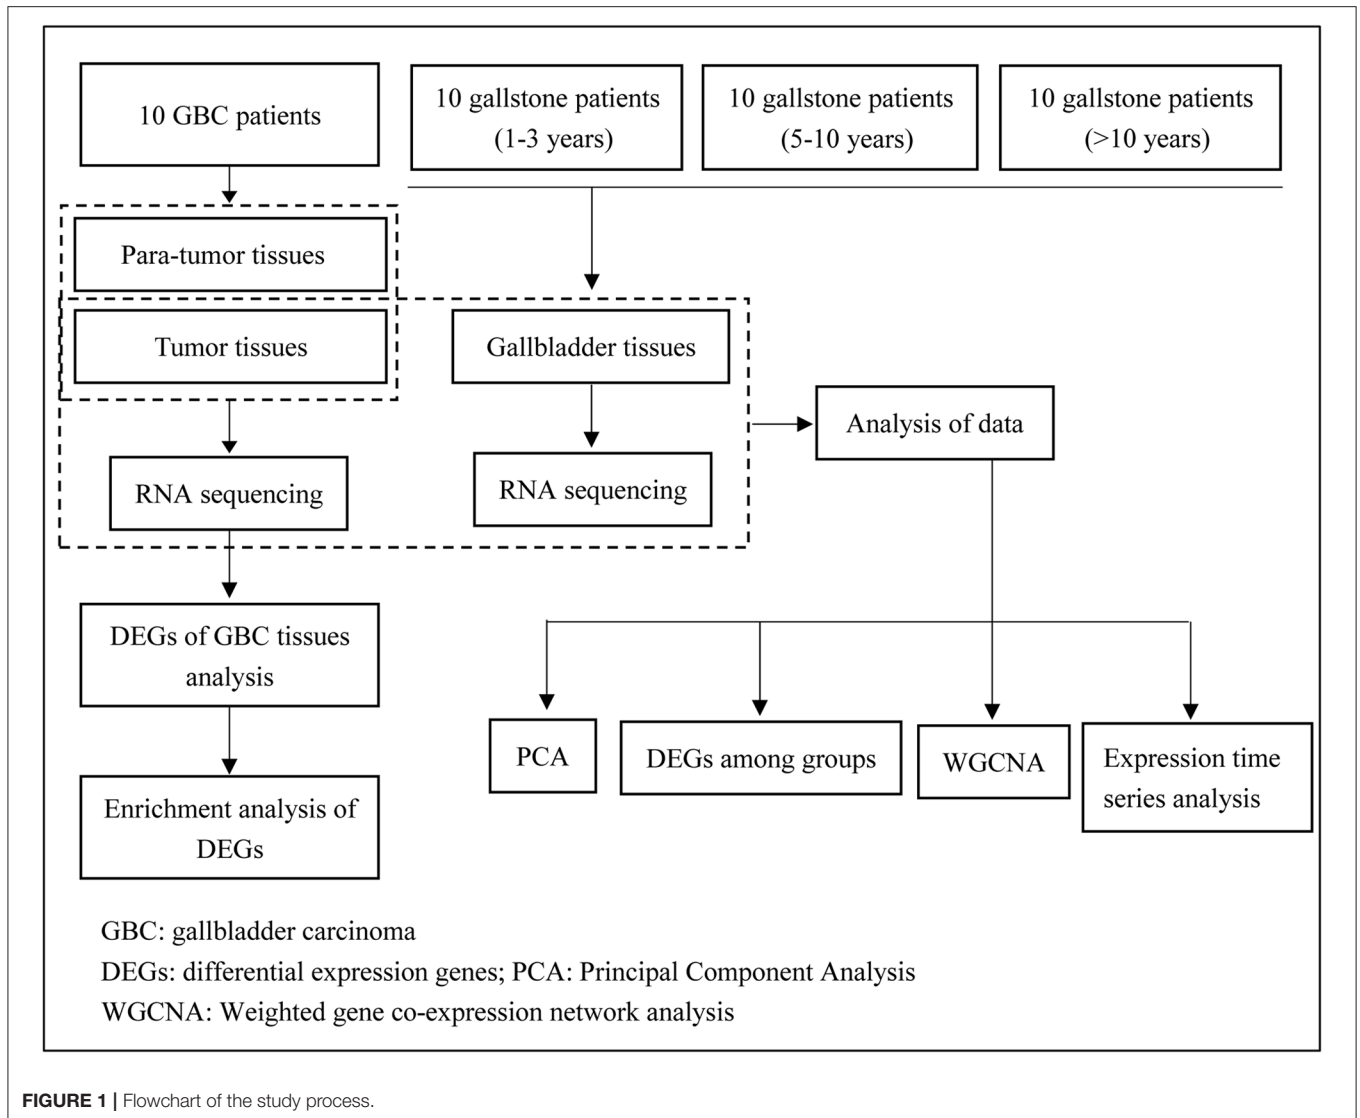 10 GBC patients
10 gallstone patients
(1-3 years)
10 gallstone patients
(5-10 years)
10 gallstone patients
(>10 years)
Para-tumor tissues
Tumor tissues
Gallbladder tissues
Analysis of data
RNA sequencing
RNA sequencing
DEGs of GBC tissues
analysis
PCA
DEGs among groups
WGCNA
Expression time
series analysis
Enrichment analysis of
DEGs
GBC: gallbladder carcinoma
DEGs: differential expression genes; PCA: Principal Component Analysis
WGCNA: Weighted gene co-expression network analysis
FIGURE 1 | Flowchart of the study process.